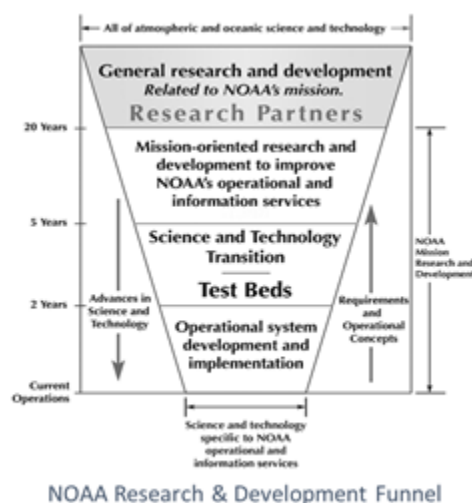 All of atmospheric and oceanic science and technology
General research and development
Related to NOAA's mission.
Research Partners
20 Years
Mission-oriented research and
development to improve
NOAA's operational and
information services
5 Years
Science and Technology
Transition
Test Beds
NOAA
Mission
Research and
Development
2 Years
Advances in
Science and
Technology
Requirements
and
Operational
Concepts
Operational system
development and
implementation
Current
Operations
Science and technology
specific to NOAA
operational and
information services
NOAA Research & Development Funnel